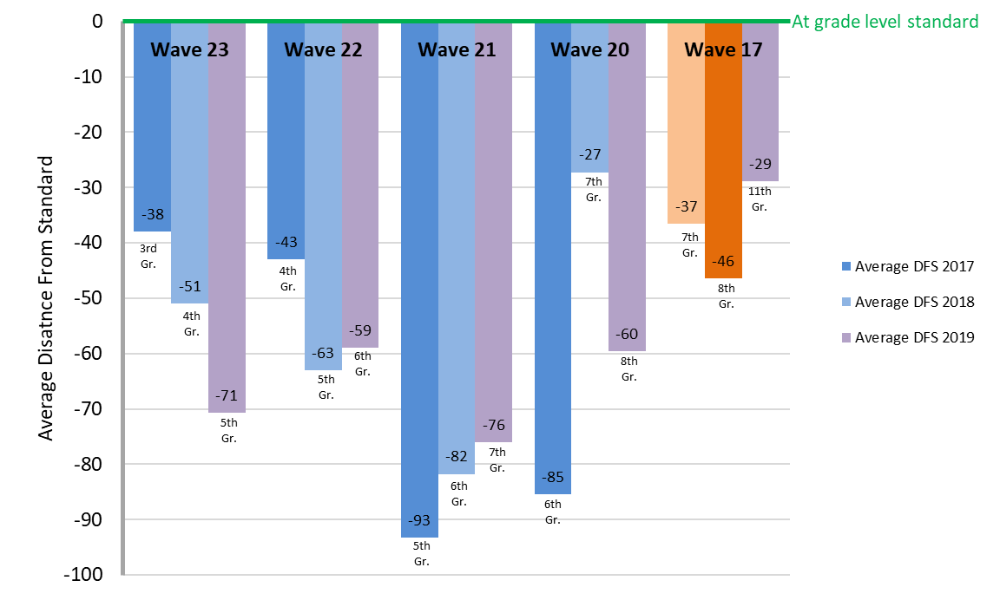 At grade level standard
Wave 23
Wave 22
Wave 21
Wave 20
Wave 17
0
-10
-20
-30
-40
-50
-60
-70
-80
-90
-100
Average Disatnce From Standard
-38
3rd
Gr.
-51
4th
Gr.
-71
5th
Gr.
-43
4th
Gr.
-63
5th
Gr.
-59
6th
Gr.
-93
5th
Gr.
-82
6th
Gr.
-76
7th
Gr.
-85
6th
Gr.
-27
7th
Gr.
-60
8th
Gr.
-37
7th
Gr.
-46
8th
Gr.
-29
11th
Gr.
Average DFS 2017
Average DFS 2018
Average DFS 2019